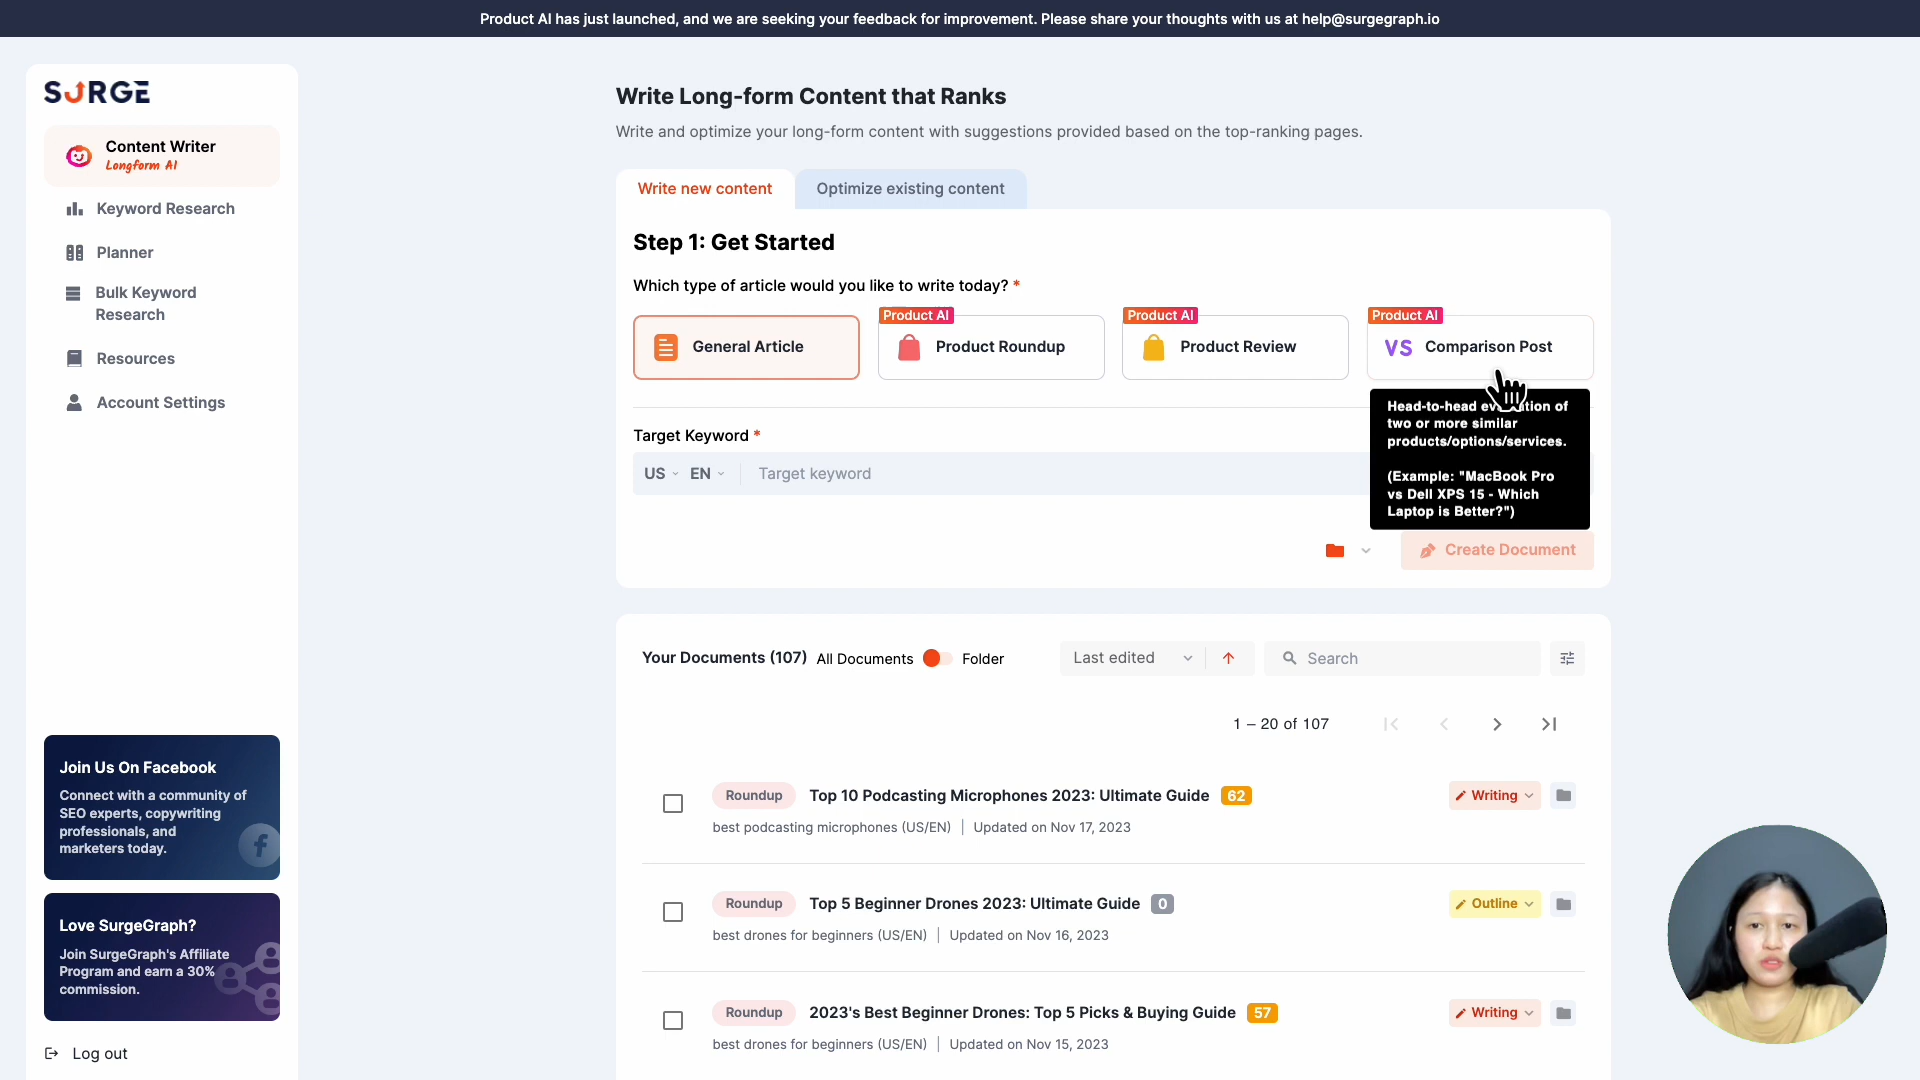 Product AI has just launched, and we are seeking your feedback for improvement. Please share your thoughts with us at help@surgegraph.io
SURGE
Content Writer
Longform AI
Keyword Research
Planner
Bulk Keyword
Research
Resources
Account Settings
Join Us On Facebook
Connect with a community of
SEO experts, copywriting
professionals, and
marketers today.
Love SurgeGraph?
Join SurgeGraph's Affiliate
Program and earn a 30%
commission.
Log out
Write Long-form Content that Ranks
Write and optimize your long-form content with suggestions provided based on the top-ranking pages.
Write new content
Optimize existing content
Step 1: Get Started
Which type of article would you like to write today? *
General Article
Product AI
Product Roundup
Product AI
Product Review
Product AI
VS Comparison Post
Head-to-head of
two or more similar
products/options/services.
(Example: "MacBook Pro
vs Dell XPS 15 - Which
Laptop is Better?")
Target Keyword *
US EN Target keyword
Create Document
Your Documents (107) All Documents Folder
Last edited
Search
1 – 20 of 107
Roundup Top 10 Podcasting Microphones 2023: Ultimate Guide 62 Writing
best podcasting microphones (US/EN) | Updated on Nov 17, 2023
Roundup Top 5 Beginner Drones 2023: Ultimate Guide 0 Outline
best drones for beginners (US/EN) | Updated on Nov 16, 2023
Roundup 2023's Best Beginner Drones: Top 5 Picks & Buying Guide 57 Writing
best drones for beginners (US/EN) | Updated on Nov 15, 2023